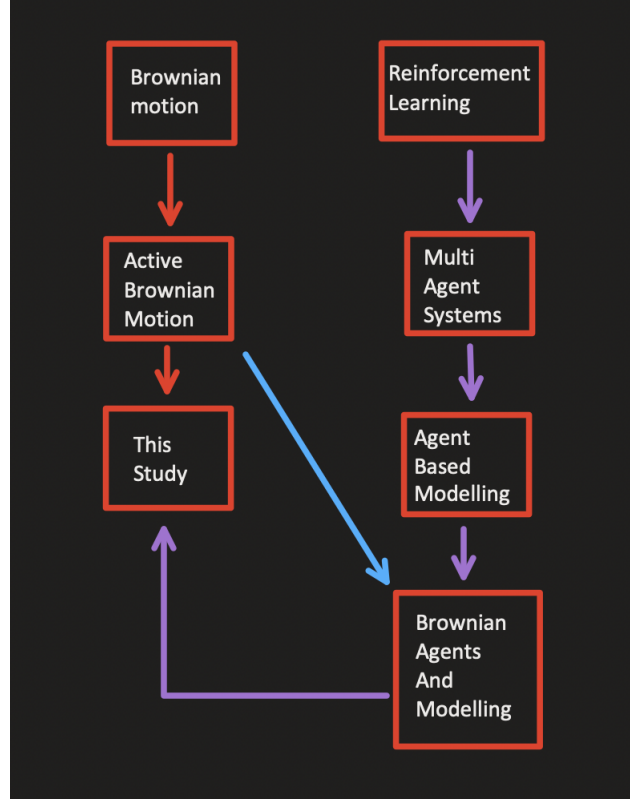 Brownian
motion
Reinforcement
Learning
Active
Brownian
Motion
Multi
Agent
Systems
This
Study
Agent
Based
Modelling
Brownian
Agents
And
Modelling